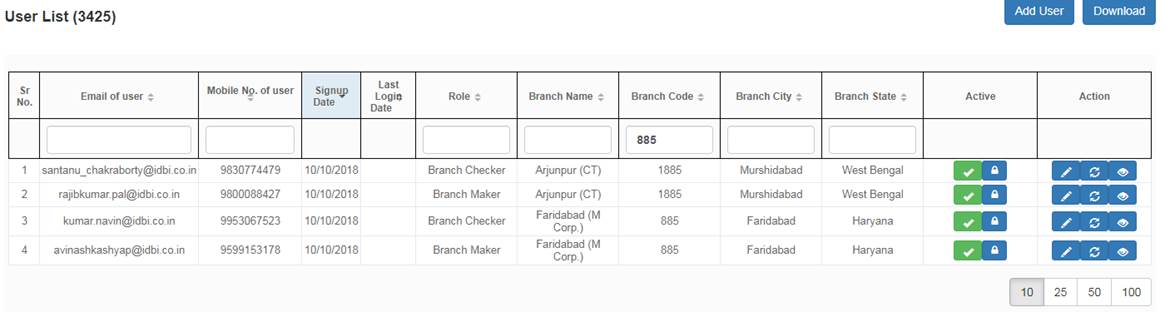 User List (3425)
Add User
Download
Sr No.
Email of user
Mobile No. of user
Signup Date
Last Login Date
Role
Branch Name
Branch Code
Branch City
Branch State
Active
Action
885
1 santanu_chakraborty@idbi.co.in 9830774479 10/10/2018 Branch Checker Arjunpur (CT) 1885 Murshidabad West Bengal
2 rajibkumar.pal@idbi.co.in 9800088427 10/10/2018 Branch Maker Arjunpur (CT) 1885 Murshidabad West Bengal
3 kumar.navin@idbi.co.in 9953067523 10/10/2018 Branch Checker Faridabad (M Corp.) 885 Faridabad Haryana
4 avinashkashyap@idbi.co.in 9599153178 10/10/2018 Branch Maker Faridabad (M Corp.) 885 Faridabad Haryana
10 25 50 100